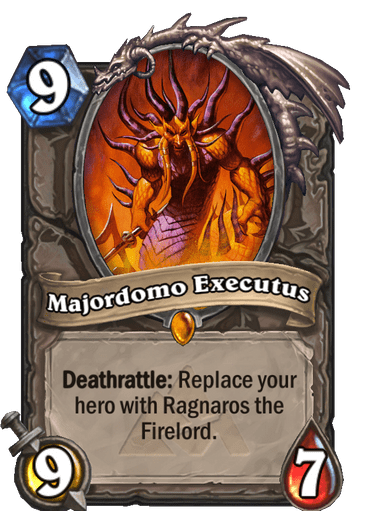 9
Majordomo Executus
Deathrattle: Replace your
hero with Ragnaros the
Firelord.
9
7